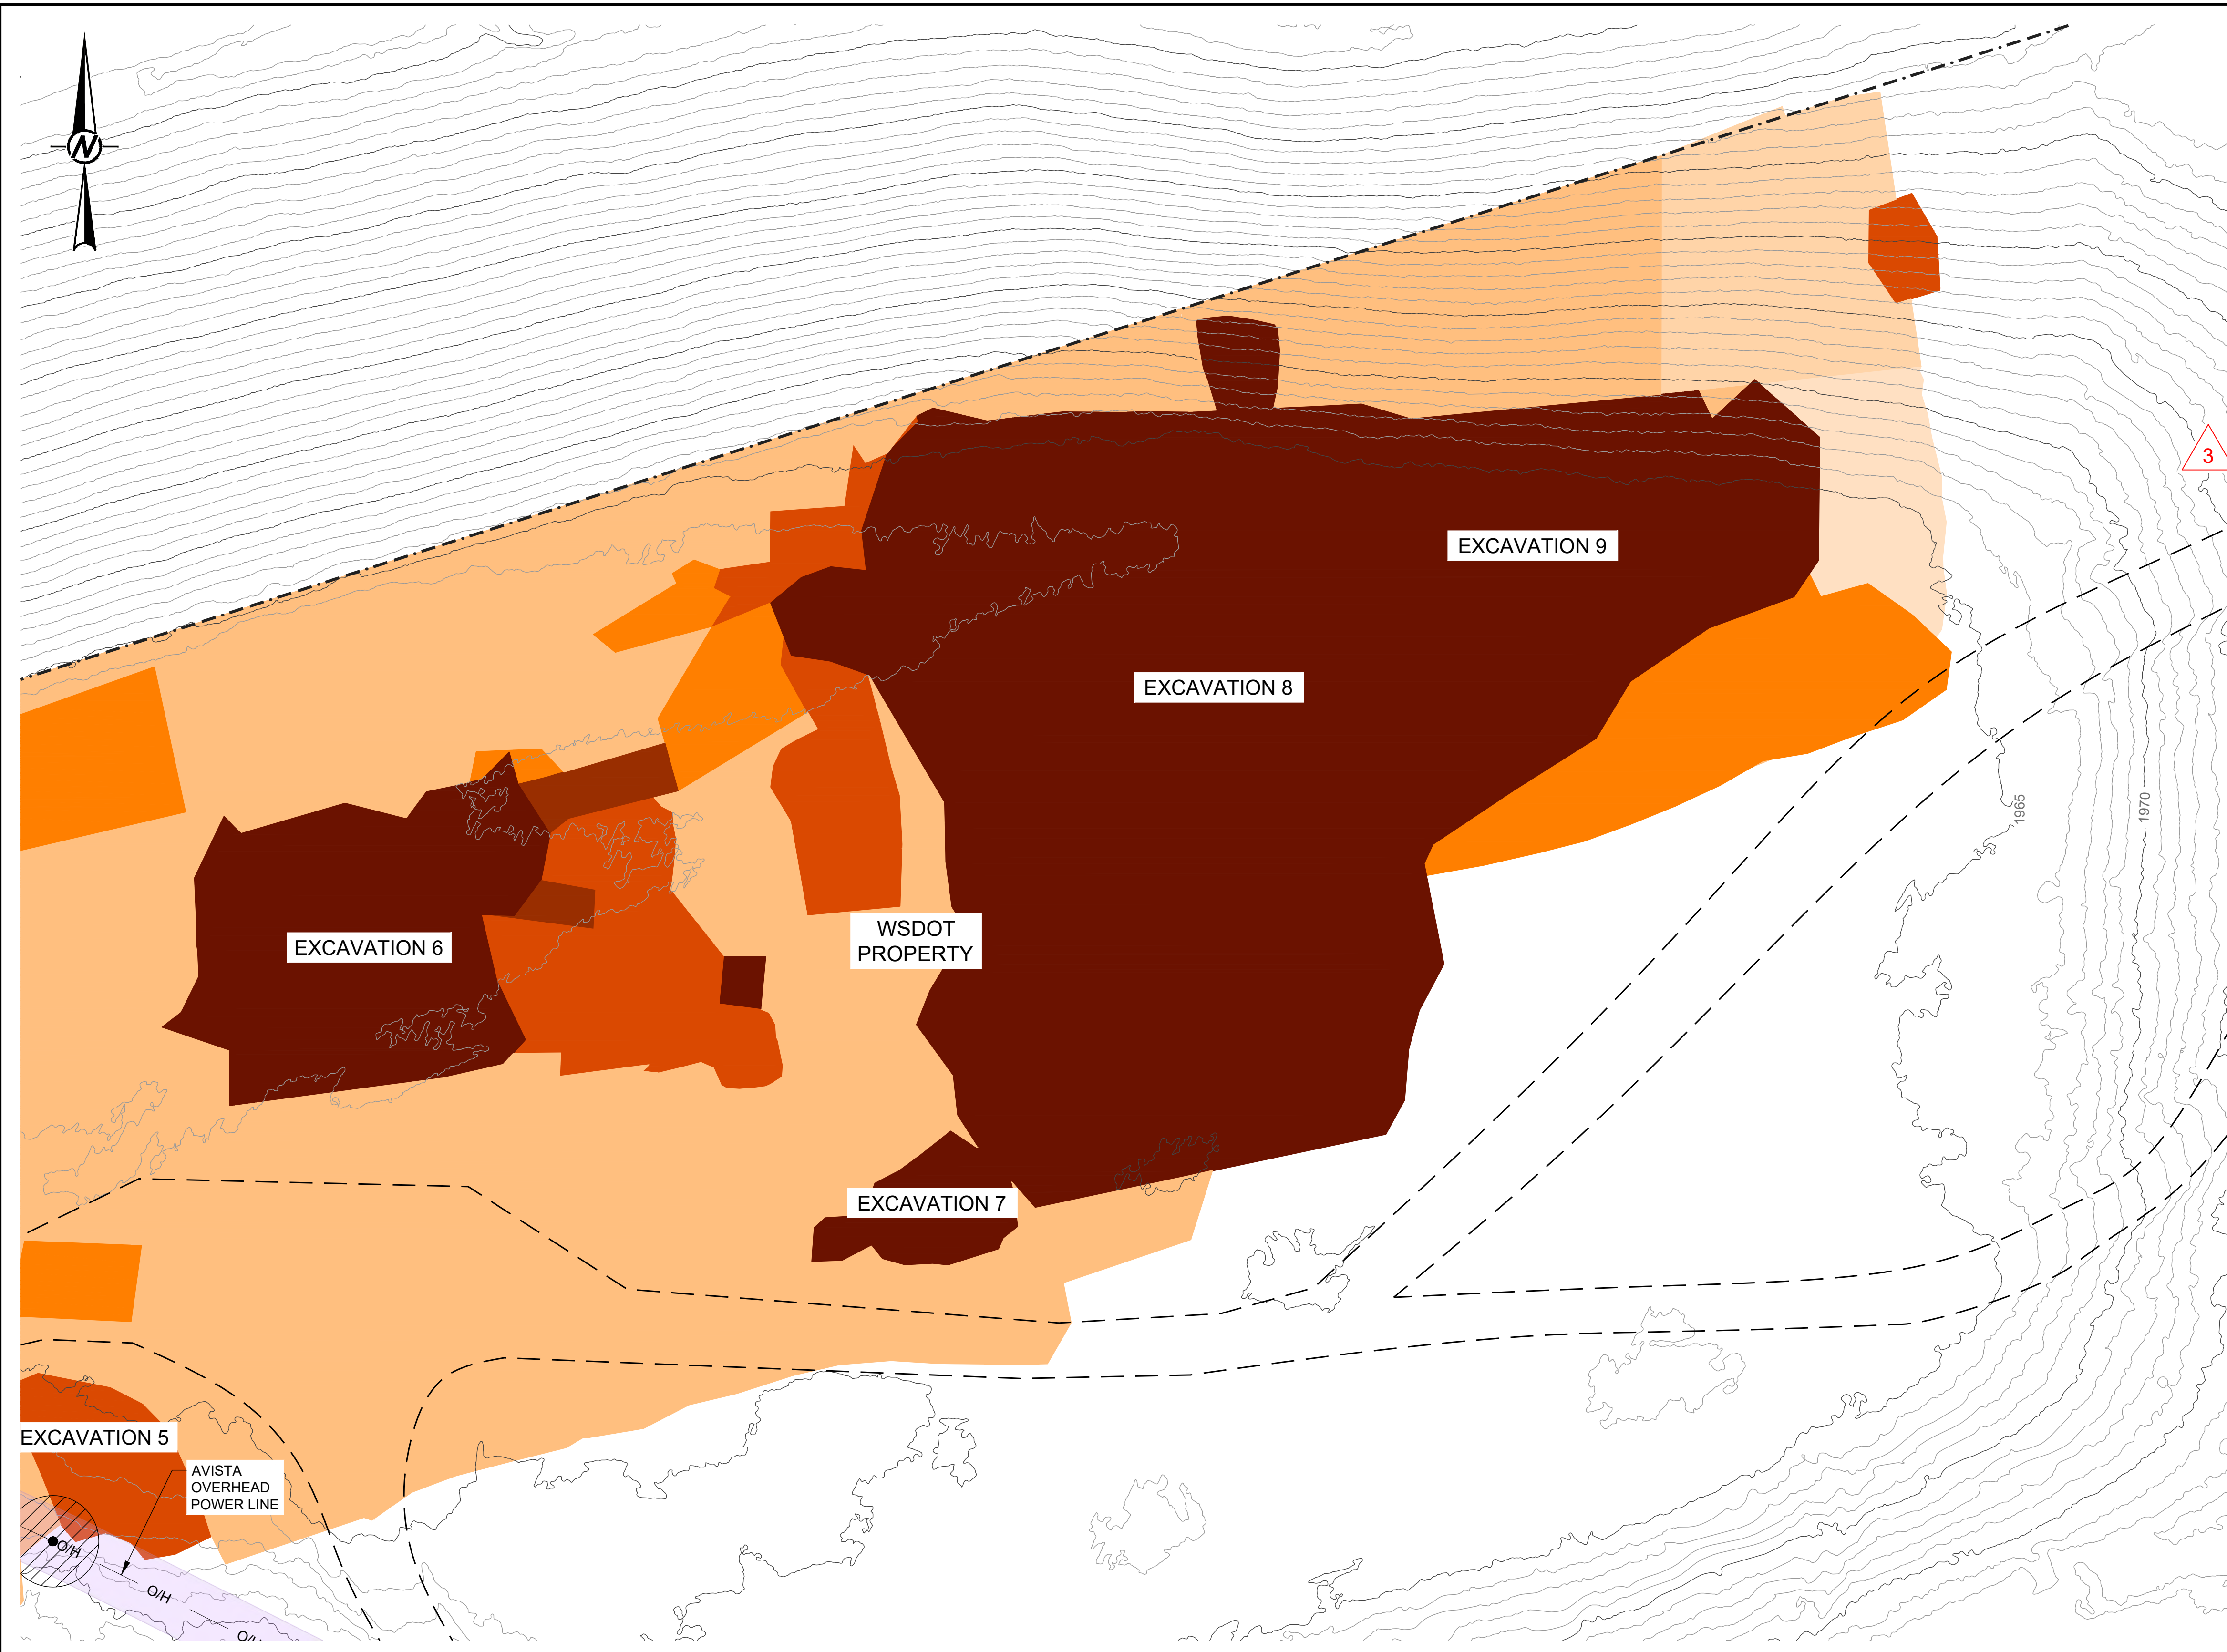 N
3
EXCAVATION 9
EXCAVATION 8
1965
1970
WSDOT
PROPERTY
EXCAVATION 6
EXCAVATION 7
EXCAVATION 5
AVISTA
OVERHEAD
POWER LINE
O/H
O/H
O/H